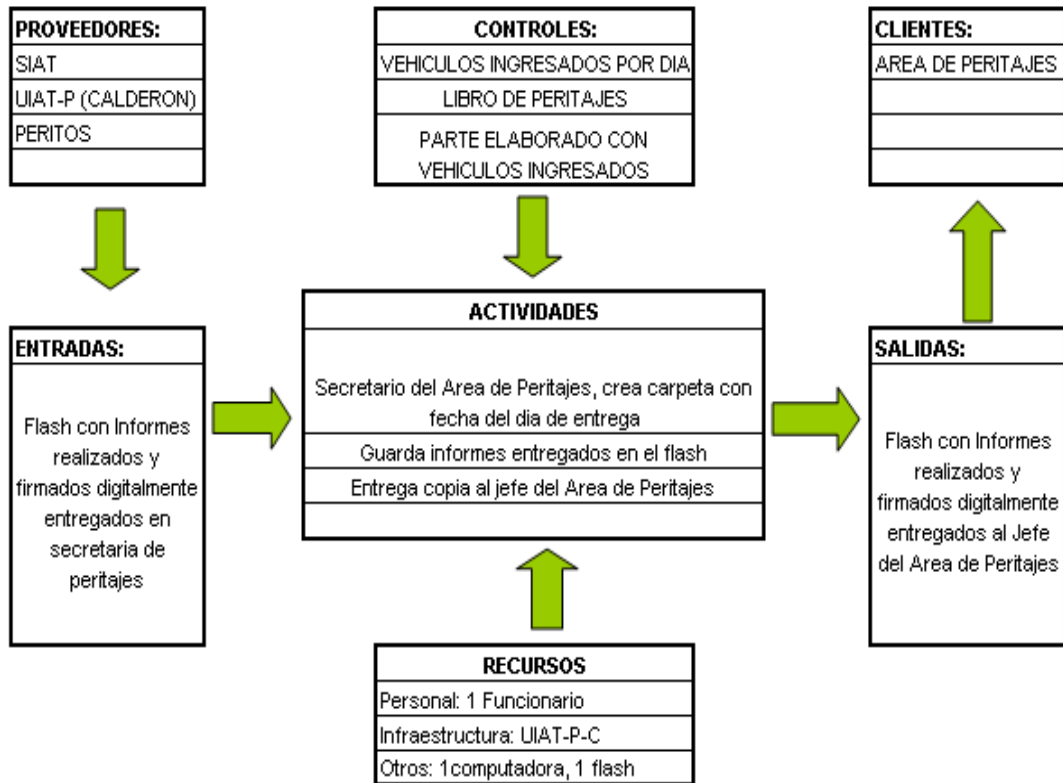 PROVEEDORES:
SIAT
UIAT-P (CALDERON)
PERITOS
CONTROLES:
VEHICULOS INGRESADOS POR DIA
LIBRO DE PERITAJES
PARTE ELABORADO CON
VEHICULOS INGRESADOS
CLIENTES:
AREA DE PERITAJES
ENTRADAS:
Flash con Informes
realizados y
firmados digitalmente
entregados en
secretaria de
peritajes
ACTIVIDADES
Secretario del Area de Peritajes, crea carpeta con
fecha del dia de entrega
Guarda informes entregados en el flash
Entrega copia al jefe del Area de Peritajes
SALIDAS:
Flash con Informes
realizados y
firmados digitalmente
entregados al Jefe
del Area de Peritajes
RECURSOS
Personal: 1 Funcionario
Infraestructura: UIAT-P-C
Otros: 1computadora, 1 flash